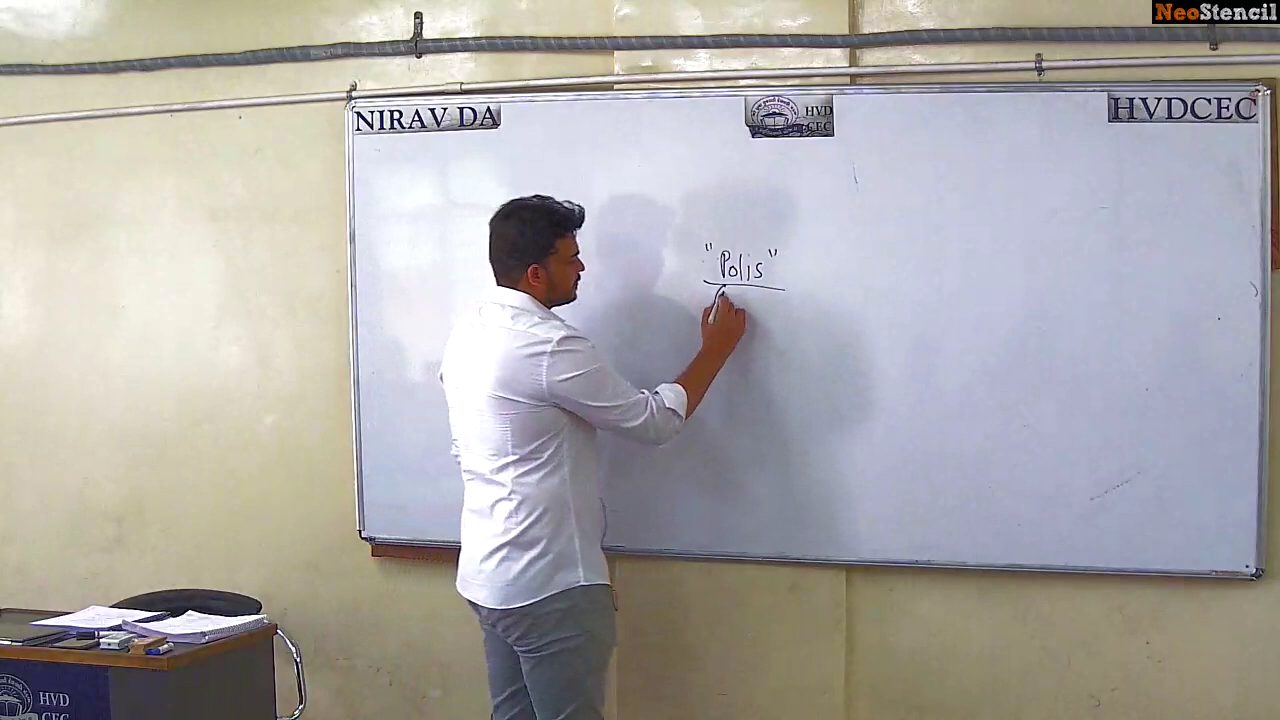 NeoStencil
NIRAV DA
HVD
CEC
HVDCEC
"Polis"
HVD
CEC